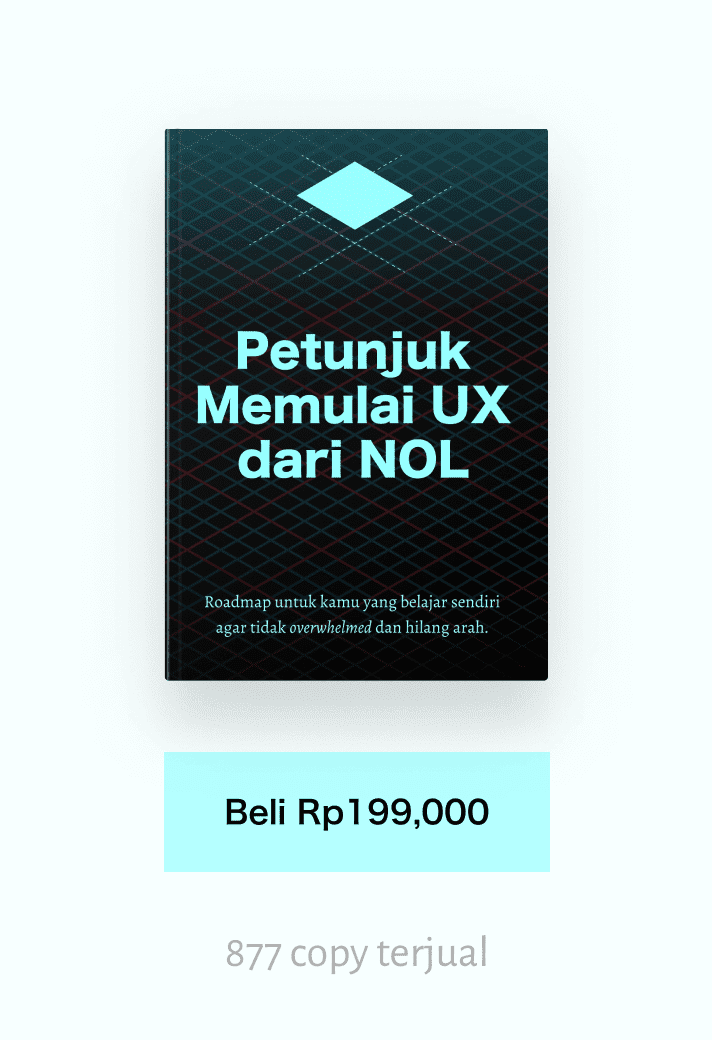 Petunjuk
Memulai UX
dari NOL
Roadmap untuk kamu yang belajar sendiri
agar tidak overwhelmed dan hilang arah.
Beli Rp199,000
877 copy terjual